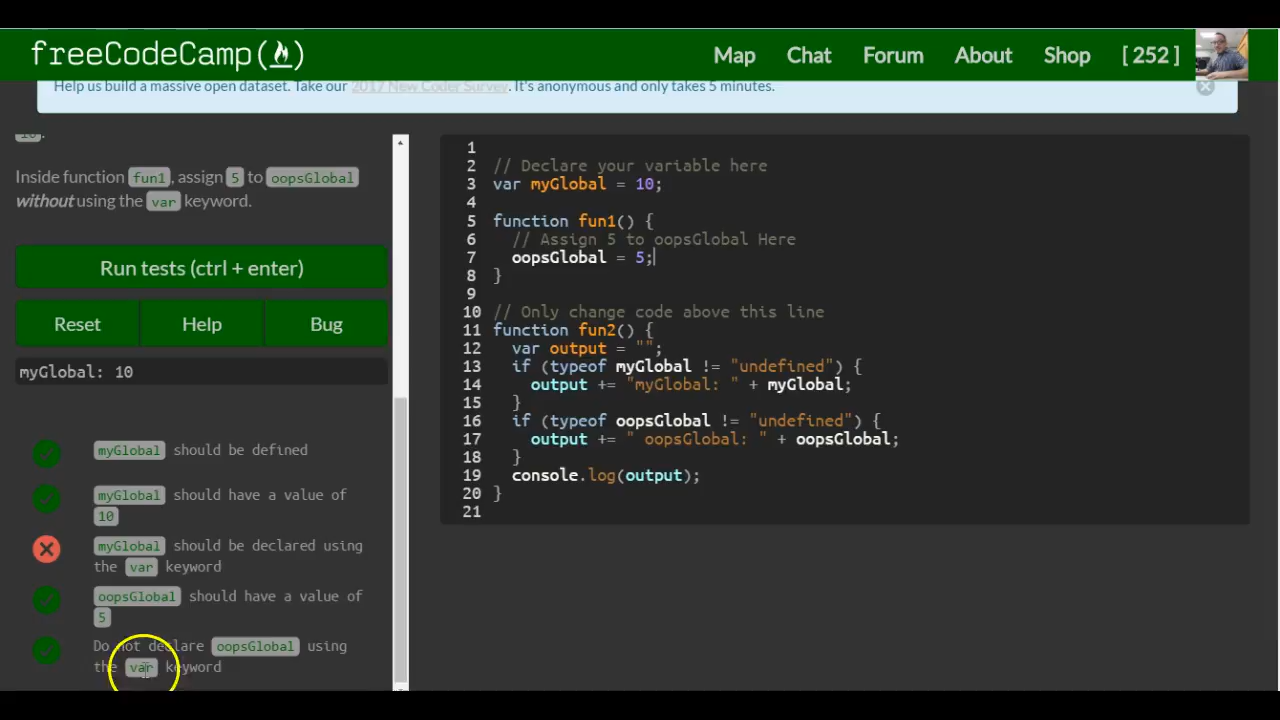 freeCodeCamp(🔥)
Map Chat Forum About Shop [ 252 ]
Help us build a massive open dataset. Take our 2017 New Coder Survey. It's anonymous and only takes 5 minutes.
10.
Inside function fun1, assign 5 to oopsGlobal
without using the var keyword.
Run tests (ctrl + enter)
Reset Help Bug
myGlobal: 10
myGlobal should be defined
myGlobal should have a value of
10
myGlobal should be declared using
the var keyword
oopsGlobal should have a value of
5
Do not declare oopsGlobal using
the var keyword
1
2 // Declare your variable here
3 var myGlobal = 10;
4
5 function fun1() {
6 // Assign 5 to oopsGlobal Here
7 oopsGlobal = 5;
8 }
9
10 // Only change code above this line
11 function fun2() {
12 var output = "";
13 if (typeof myGlobal != "undefined") {
14 output += "myGlobal: " + myGlobal;
15 }
16 if (typeof oopsGlobal != "undefined") {
17 output += " oopsGlobal: " + oopsGlobal;
18 }
19 console.log(output);
20 }
21